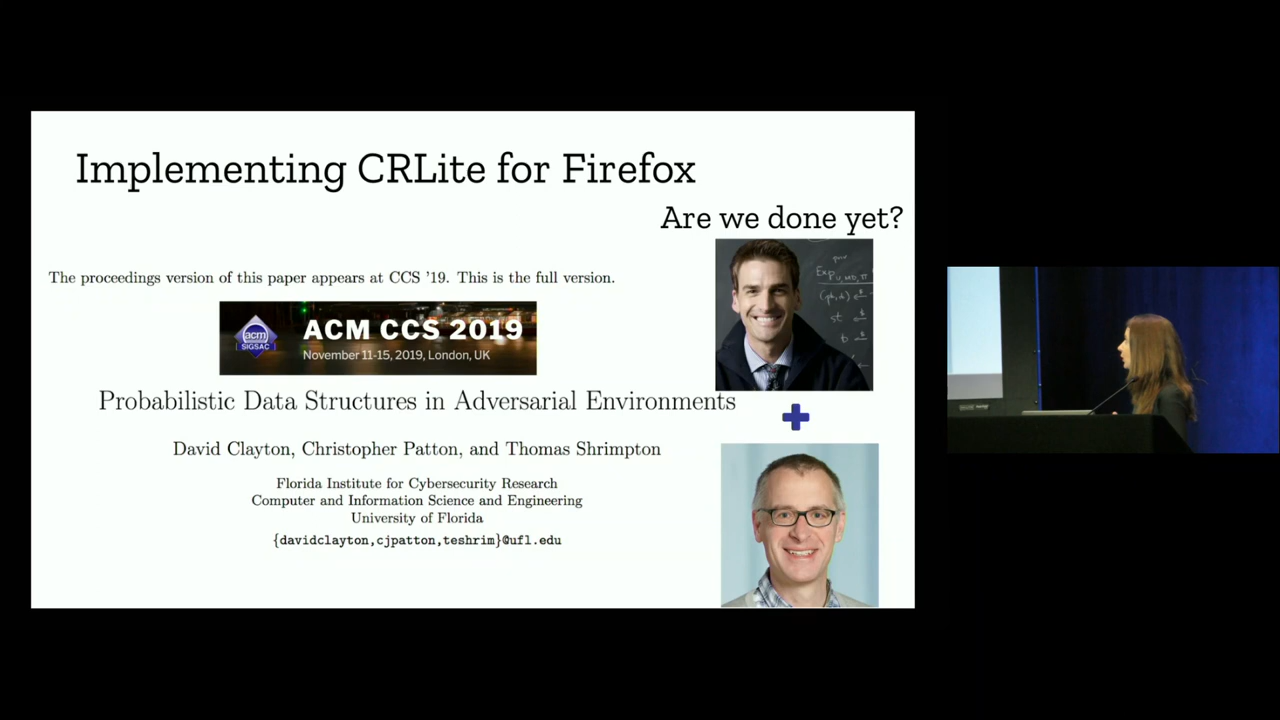 Implementing CRLite for Firefox
Are we done yet?
The proceedings version of this paper appears at CCS '19. This is the full version.
acm
SIGSAC
ACM CCS 2019
November 11-15, 2019, London, UK
Probabilistic Data Structures in Adversarial Environments
David Clayton, Christopher Patton, and Thomas Shrimpton
Florida Institute for Cybersecurity Research
Computer and Information Science and Engineering
University of Florida
{davidclayton,cjpatton,teshrim}@ufl.edu